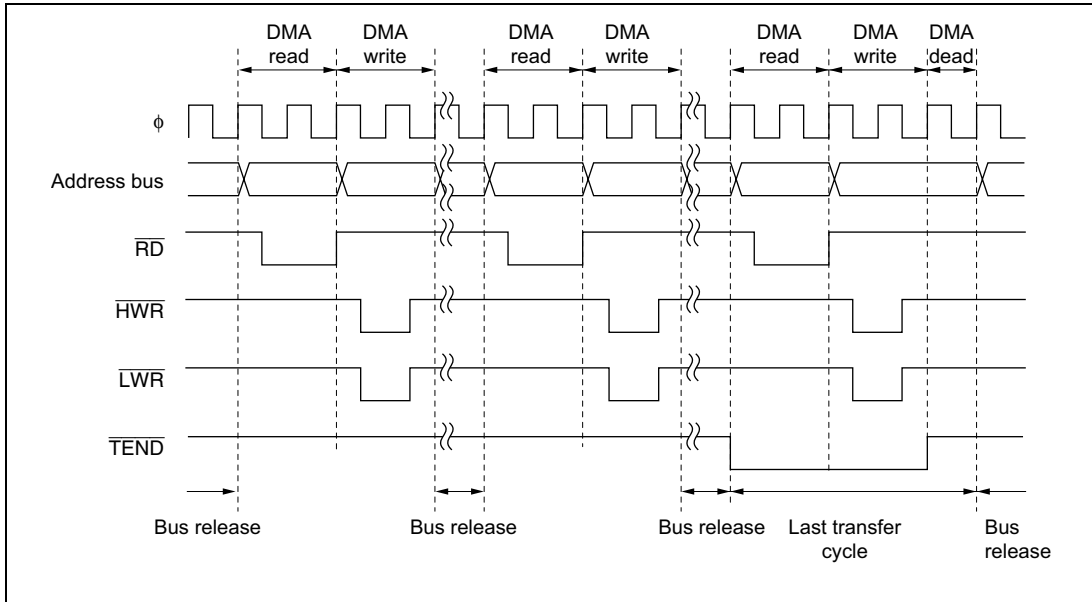 DMA read
DMA write
DMA read
DMA write
DMA read
DMA write
DMA dead
ϕ
Address bus
RD
HWR
LWR
TEND
Bus release
Bus release
Bus release
Last transfer cycle
Bus release